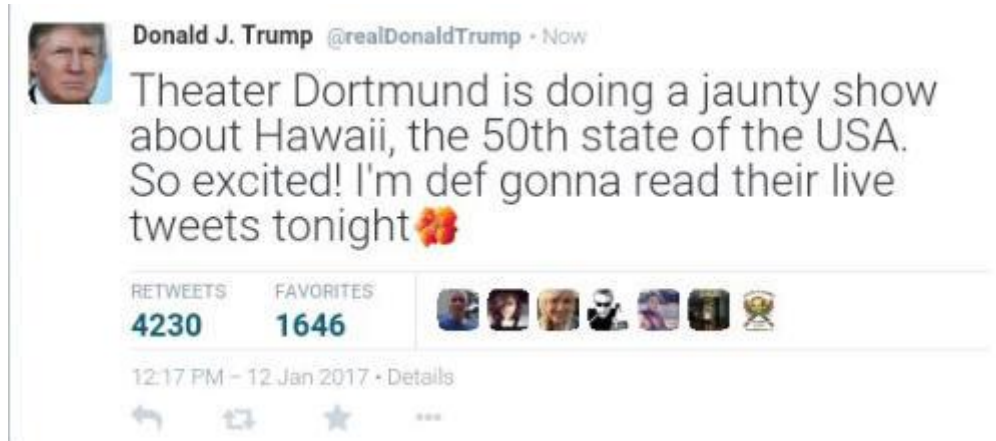 Donald J. Trump @realDonaldTrump · Now
Theater Dortmund is doing a jaunty show
about Hawaii, the 50th state of the USA.
So excited! I'm def gonna read their live
tweets tonight
RETWEETS FAVORITES
4230 1646
12:17 PM – 12 Jan 2017 · Details